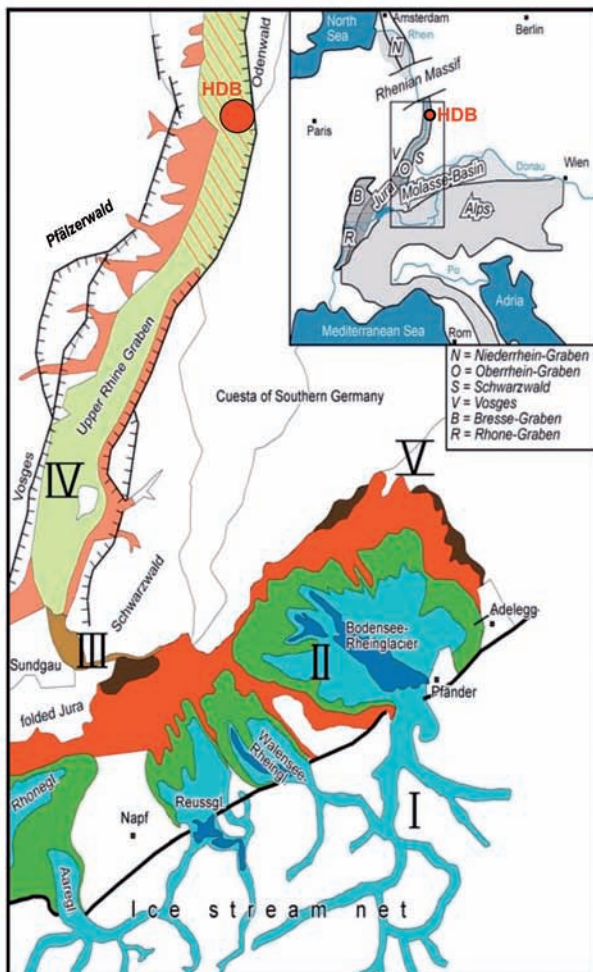 HDB
Odenwald
Pfälzerwald
Upper Rhine Graben
Cuesta of Southern Germany
IV
Vosges
V
Schwarzwald
III
Sundgau
folded Jura
II
Bodensee-
Rheinglacier
Adelegg
Pfänder
Rhonegl.
Napf
Reussgl.
Walensee-
Rheingl.
I
Aaregl.
Ice stream net
North
Sea
Amsterdam
Rhein
Berlin
N
Rhenian Massif
Paris
HDB
V
S
O
Donau
Wien
B
Jura
Molasse-Basin
R
Alps
Po
Adria
Mediterranean Sea
Rom
N = Niederrhein-Graben
O = Oberrhein-Graben
S = Schwarzwald
V = Vosges
B = Bresse-Graben
R = Rhone-Graben